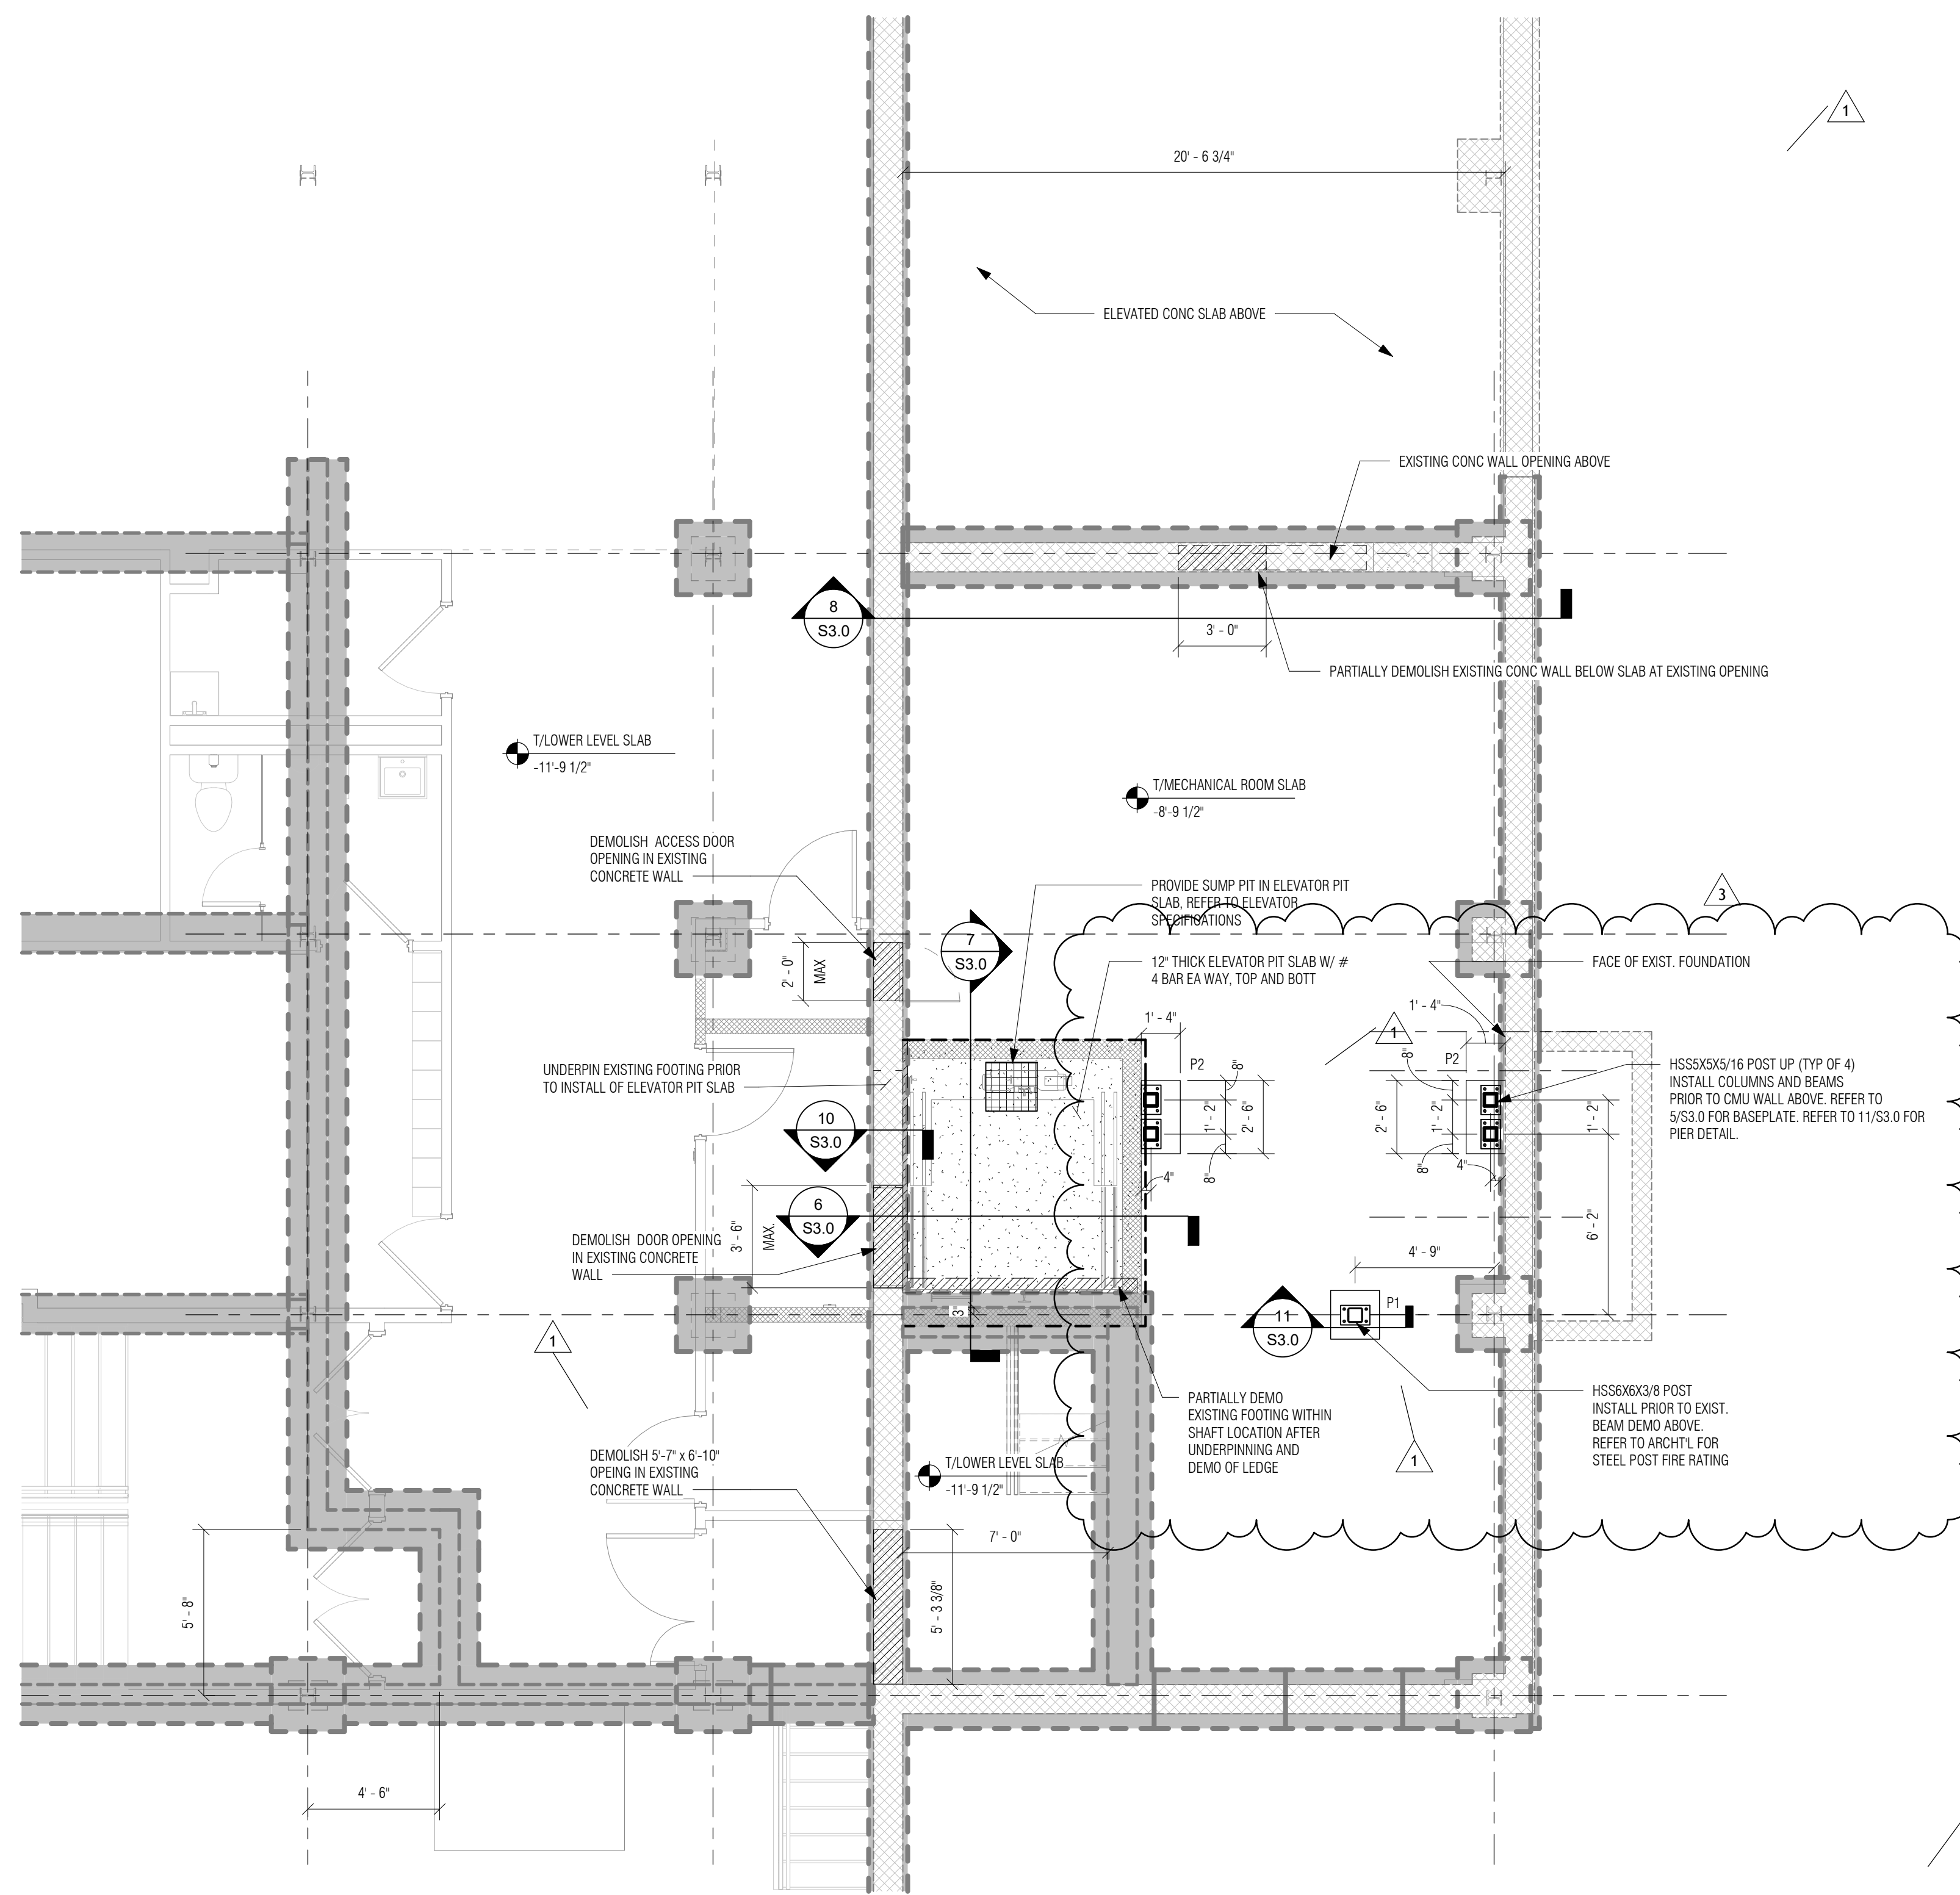 1
20' - 6 3/4"
ELEVATED CONC SLAB ABOVE
EXISTING CONC WALL OPENING ABOVE
8
S3.0
3' - 0"
PARTIALLY DEMOLISH EXISTING CONC WALL BELOW SLAB AT EXISTING OPENING
T/LOWER LEVEL SLAB
-11'-9 1/2"
T/MECHANICAL ROOM SLAB
-8'-9 1/2"
DEMOLISH ACCESS DOOR
OPENING IN EXISTING
CONCRETE WALL
PROVIDE SUMP PIT IN ELEVATOR PIT
SLAB, REFER TO ELEVATOR
SPECIFICATIONS
3
7
S3.0
2' - 0"
MAX
12" THICK ELEVATOR PIT SLAB W/ #
4 BAR EA WAY, TOP AND BOTT
FACE OF EXIST. FOUNDATION
1' - 4"
1' - 4"
1
UNDERPIN EXISTING FOOTING PRIOR
TO INSTALL OF ELEVATOR PIT SLAB
P2
8"
1' - 2"
2' - 6"
8"
4"
P2
8"
2' - 6"
1' - 2"
8"
4"
1' - 2"
6' - 2"
HSS5X5X5/16 POST UP (TYP OF 4)
INSTALL COLUMNS AND BEAMS
PRIOR TO CMU WALL ABOVE. REFER TO
5/S3.0 FOR BASEPLATE. REFER TO 11/S3.0 FOR
PIER DETAIL.
10
S3.0
6
S3.0
3' - 6"
MAX.
DEMOLISH DOOR OPENING
IN EXISTING CONCRETE
WALL
4' - 9"
3"
11
S3.0
P1
1
PARTIALLY DEMO
EXISTING FOOTING WITHIN
SHAFT LOCATION AFTER
UNDERPINNING AND
DEMO OF LEDGE
HSS6X6X3/8 POST
INSTALL PRIOR TO EXIST.
BEAM DEMO ABOVE.
REFER TO ARCHT'L FOR
STEEL POST FIRE RATING
1
DEMOLISH 5'-7" x 6'-10"
OPEING IN EXISTING
CONCRETE WALL
T/LOWER LEVEL SLAB
-11'-9 1/2"
7' - 0"
5' - 3 3/8"
5' - 8"
4' - 6"